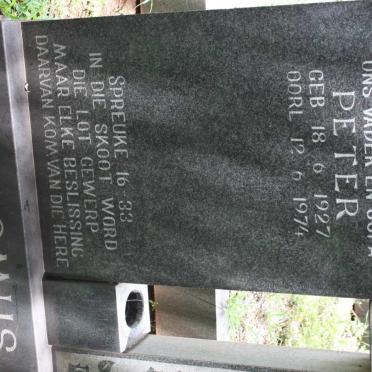 ONS VADER EN OUPA
PETER
GEB 18 6 1927
OORL 12 6 1974
SPREUKE 16 33
IN DIE SKOOT WORD
DIE LOT GEWERP
MAAR ELKE BESLISSING
DAARVAN KOM VAN DIE HERE